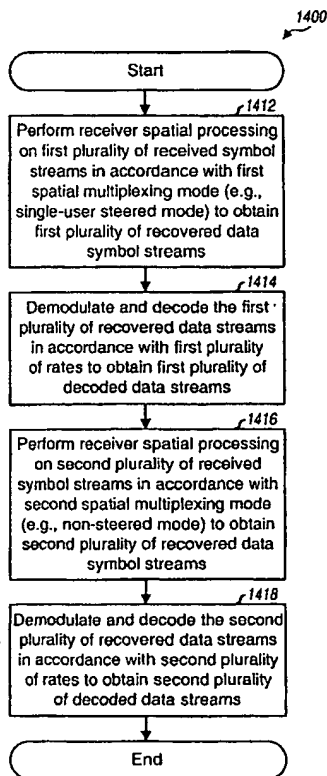 1400
Start
1412
Perform receiver spatial processing
on first plurality of received symbol
streams in accordance with first
spatial multiplexing mode (e.g.,
single-user steered mode) to obtain
first plurality of recovered data
symbol streams
1414
Demodulate and decode the first
plurality of recovered data streams
in accordance with first plurality
of rates to obtain first plurality of
decoded data streams
1416
Perform receiver spatial processing
on second plurality of received
symbol streams in accordance with
second spatial multiplexing mode
(e.g., non-steered mode) to obtain
second plurality of recovered data
symbol streams
1418
Demodulate and decode the second
plurality of recovered data streams
in accordance with second plurality
of rates to obtain second plurality
of decoded data streams
End